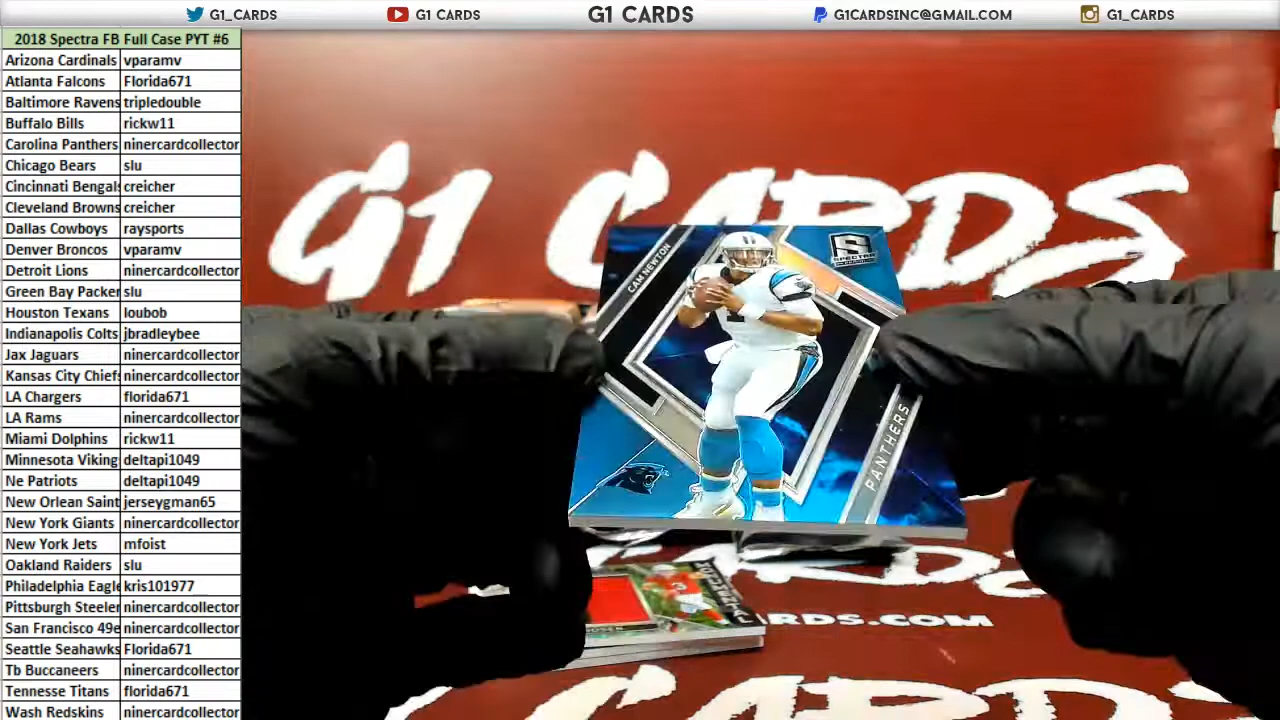 G1_CARDS
G1 CARDS
G1 CARDS
G1CARDSINC@GMAIL.COM
G1_CARDS
2018 Spectra FB Full Case PYT #6
Arizona Cardinals vparamv
Atlanta Falcons Florida671
Baltimore Ravens tripledouble
Buffalo Bills rickw11
Carolina Panthers ninercardcollector
Chicago Bears slu
Cincinnati Bengals creicher
Cleveland Browns creicher
Dallas Cowboys raysports
Denver Broncos vparamv
Detroit Lions ninercardcollector
Green Bay Packer slu
Houston Texans loubob
Indianapolis Colts jbradleybee
Jax Jaguars ninercardcollector
Kansas City Chiefs ninercardcollector
LA Chargers florida671
LA Rams ninercardcollector
Miami Dolphins rickw11
Minnesota Viking deltapi1049
Ne Patriots deltapi1049
New Orlean Saint jerseygman65
New York Giants ninercardcollector
New York Jets mfoist
Oakland Raiders slu
Philadelphia Eagle kris101977
Pittsburgh Steeler ninercardcollector
San Francisco 49e ninercardcollector
Seattle Seahawks Florida671
Tb Buccaneers ninercardcollector
Tennesse Titans florida671
Wash Redskins ninercardcollector
G1 CARDS
CAM NEWTON
SPECTRA
PANTHERS
CARDS
RDS.COM
G1 CARDS